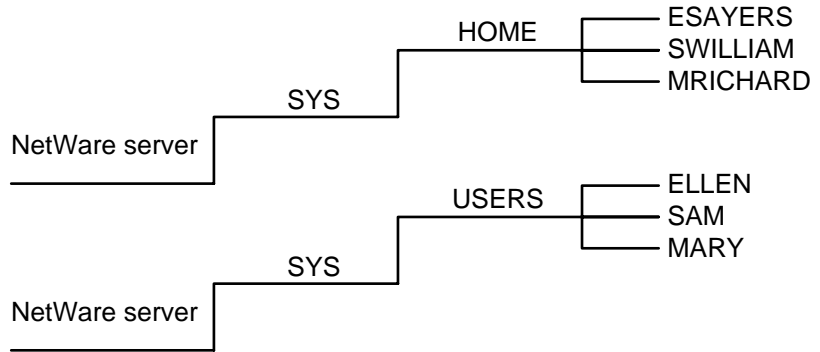 ESAYERS
HOME
SWILLIAM
MRICHARD
SYS
NetWare server
ELLEN
USERS
SAM
MARY
SYS
NetWare server